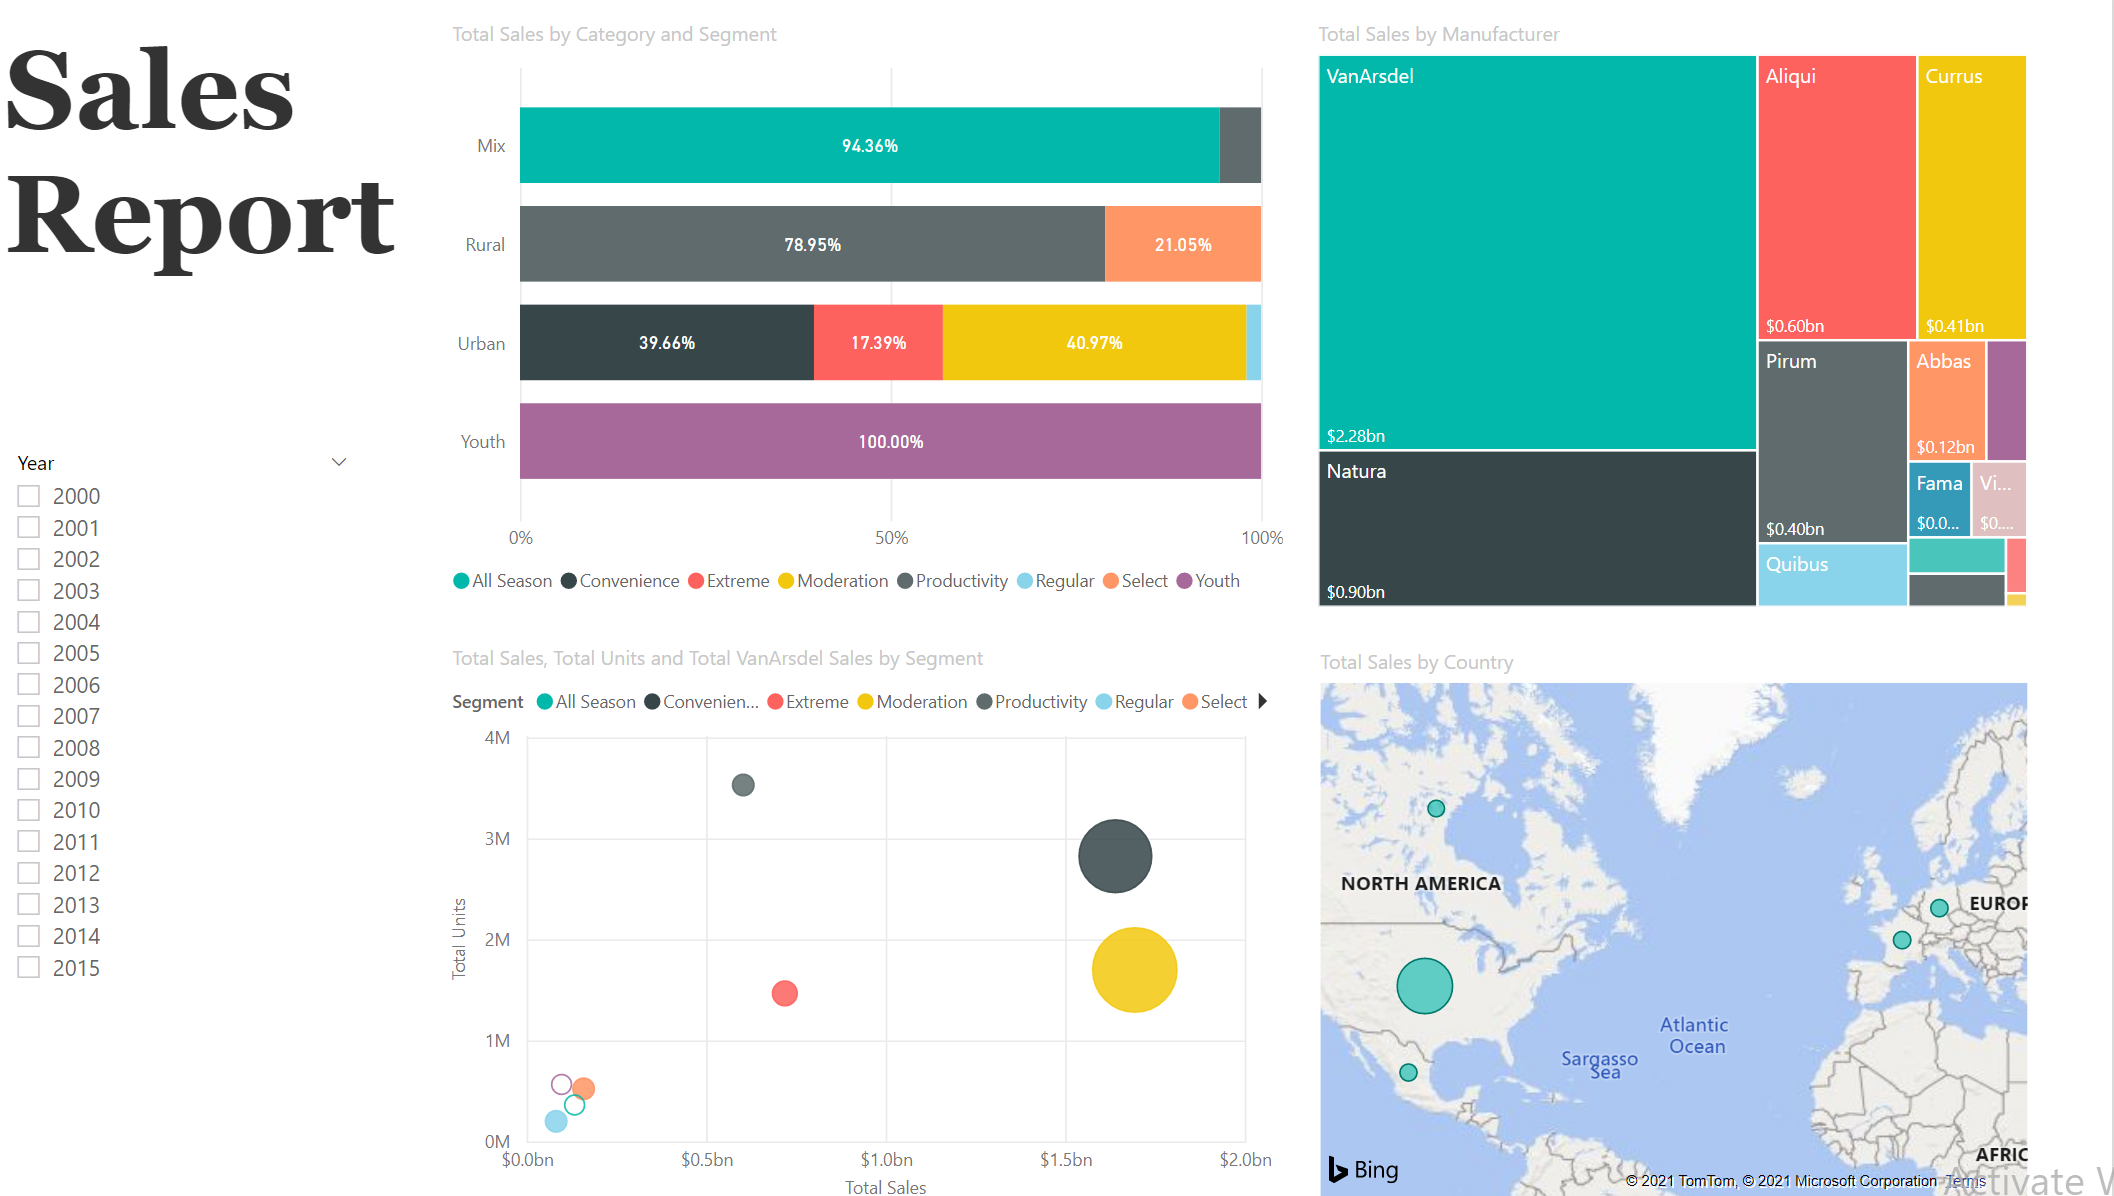 Sales
Report
Year
2000
2001
2002
2003
2004
2005
2006
2007
2008
2009
2010
2011
2012
2013
2014
2015
Total Sales by Category and Segment
Mix
94.36%
Rural
78.95%
21.05%
Urban
39.66%
17.39%
40.97%
Youth
100.00%
0%
50%
100%
All Season
Convenience
Extreme
Moderation
Productivity
Regular
Select
Youth
Total Sales by Manufacturer
VanArsdel
$2.28bn
Natura
$0.90bn
Aliqui
$0.60bn
Currus
$0.41bn
Pirum
$0.40bn
Abbas
$0.12bn
Fama
$0.0...
Vi...
$0....
Quibus
Total Sales, Total Units and Total VanArsdel Sales by Segment
Segment
All Season
Convenien...
Extreme
Moderation
Productivity
Regular
Select
4M
3M
2M
1M
0M
Total Units
$0.0bn
$0.5bn
$1.0bn
$1.5bn
$2.0bn
Total Sales
Total Sales by Country
NORTH AMERICA
EUROP
Atlantic
Ocean
Sargasso
Sea
AFRIC
Bing
© 2021 TomTom, © 2021 Microsoft Corporation Terms
Activate W